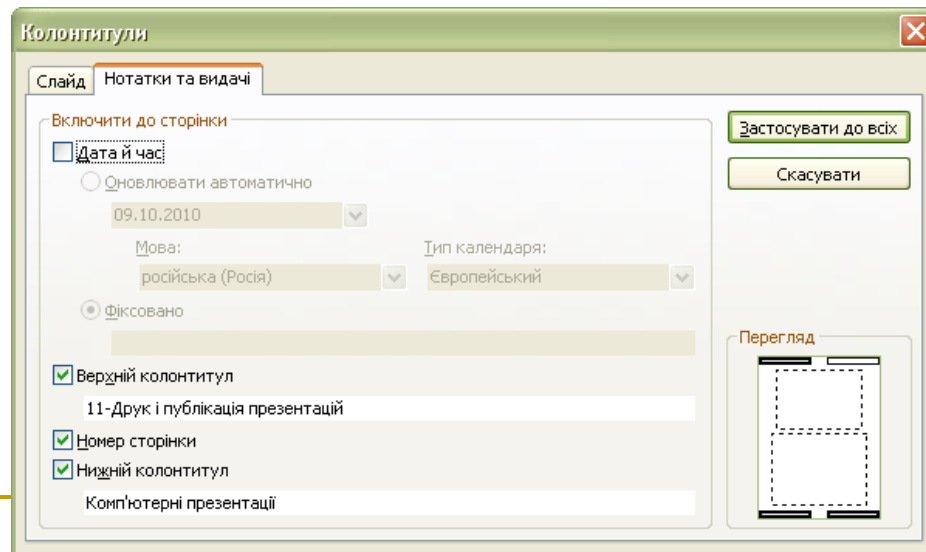 Колонтитули
Слайд
Нотатки та видачі
Включити до сторінки
Дата й час
Оновлювати автоматично
09.10.2010
Мова:
Тип календаря:
російська (Росія)
Європейський
Фіксовано
Верхній колонтитул
11-Друк і публікація презентацій
Номер сторінки
Нижній колонтитул
Комп'ютерні презентації
Застосувати до всіх
Скасувати
Перегляд